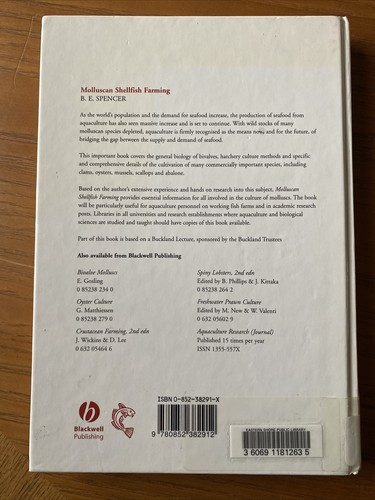 Molluscan Shellfish Farming
B. E. SPENCER
As the world's population and the demand for seafood increase, the production of seafood from
aquaculture has also seen massive increase and is set to continue. With wild stocks of many
molluscan species depleted, aquaculture is firmly recognised as the means now, and for the future, of
bridging the gap between the supply and demand of seafood.
This important book covers the general biology of bivalves, hatchery culture methods and specific
and comprehensive details of the cultivation of many commercially important species, including
clams, oysters, mussels, scallops and abalone.
Based on the author's extensive experience and hands on research into this subject, Molluscan
Shellfish Farming provides essential information for all involved in the culture of molluscs. The book
will be particularly useful for aquaculture personnel on working fish farms and in academic research
posts. Libraries in all universities and research establishments where aquaculture and biological
sciences are studied and taught should have copies of this book available.
Part of this book is based on a Buckland Lecture, sponsored by the Buckland Trustees
Also available from Blackwell Publishing
Bivalve Molluscs
E. Gosling
0 85238 234 0
Oyster Culture
G. Matthiessen
0 85238 279 0
Crustacean Farming, 2nd edn
J. Wickins & D. Lee
0 632 05464 6
Spiny Lobsters, 2nd edn
Edited by B. Phillips & J. Kittaka
0 85238 264 2
Freshwater Prawn Culture
Edited by M. New & W. Valenti
0 632 05602 9
Aquaculture Research (Journal)
Published 15 times per year
ISSN 1355-557X
b
Blackwell
Publishing
ISBN 0-852-38291-X
9 780852 382912
EASTERN SHORE PUBLIC LIBRARY
3 6069 1181263 5